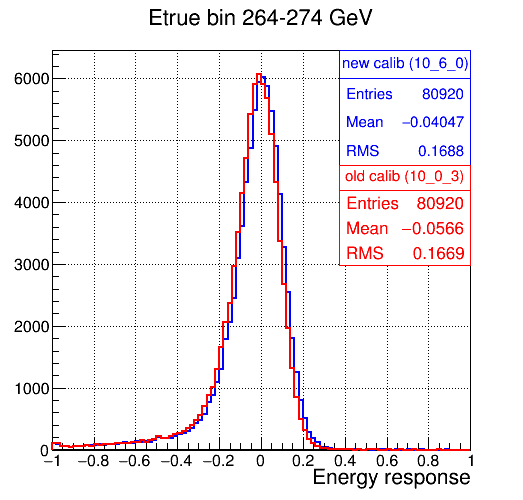 Etrue bin 264-274 GeV
new calib (10_6_0)
Entries 80920
Mean −0.04047
RMS 0.1688
old calib (10_0_3)
Entries 80920
Mean −0.0566
RMS 0.1669
6000
5000
4000
3000
2000
1000
0
−1 −0.8 −0.6 −0.4 −0.2 0 0.2 0.4 0.6 0.8 1
Energy response